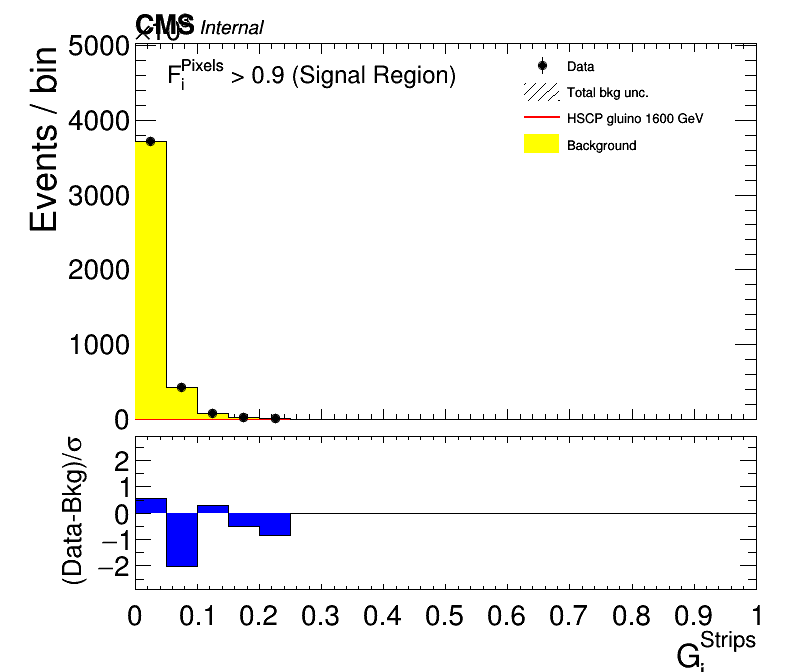 CMS Internal
×10³
5000
4000
3000
2000
1000
0
Events / bin
F_i^Pixels > 0.9 (Signal Region)
Data
Total bkg unc.
HSCP gluino 1600 GeV
Background
2
1
0
−1
−2
(Data-Bkg)/σ
0 0.1 0.2 0.3 0.4 0.5 0.6 0.7 0.8 0.9 1
G_i^Strips